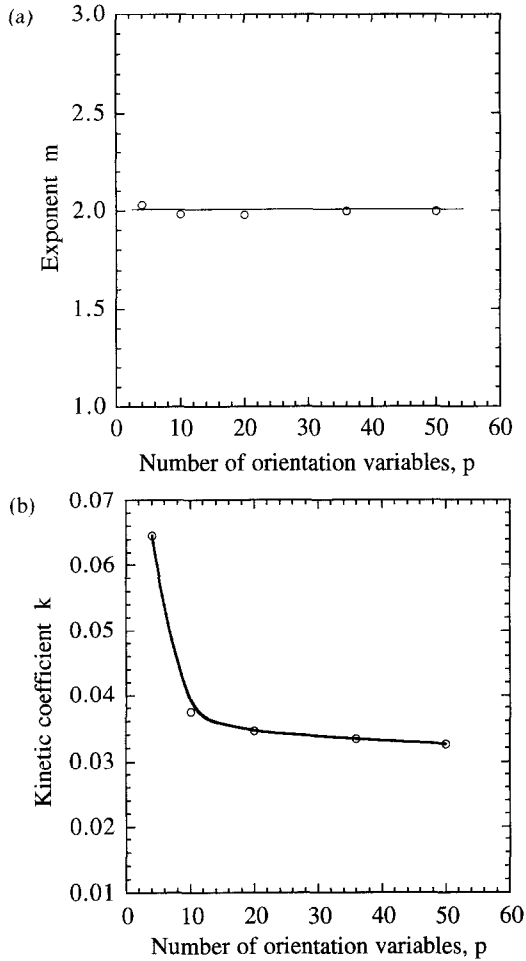 (a)
3.0
2.5
2.0
1.5
1.0
Exponent m
0 10 20 30 40 50 60
Number of orientation variables, p
(b)
0.07
0.06
0.05
0.04
0.03
0.02
0.01
Kinetic coefficient k
0 10 20 30 40 50 60
Number of orientation variables, p